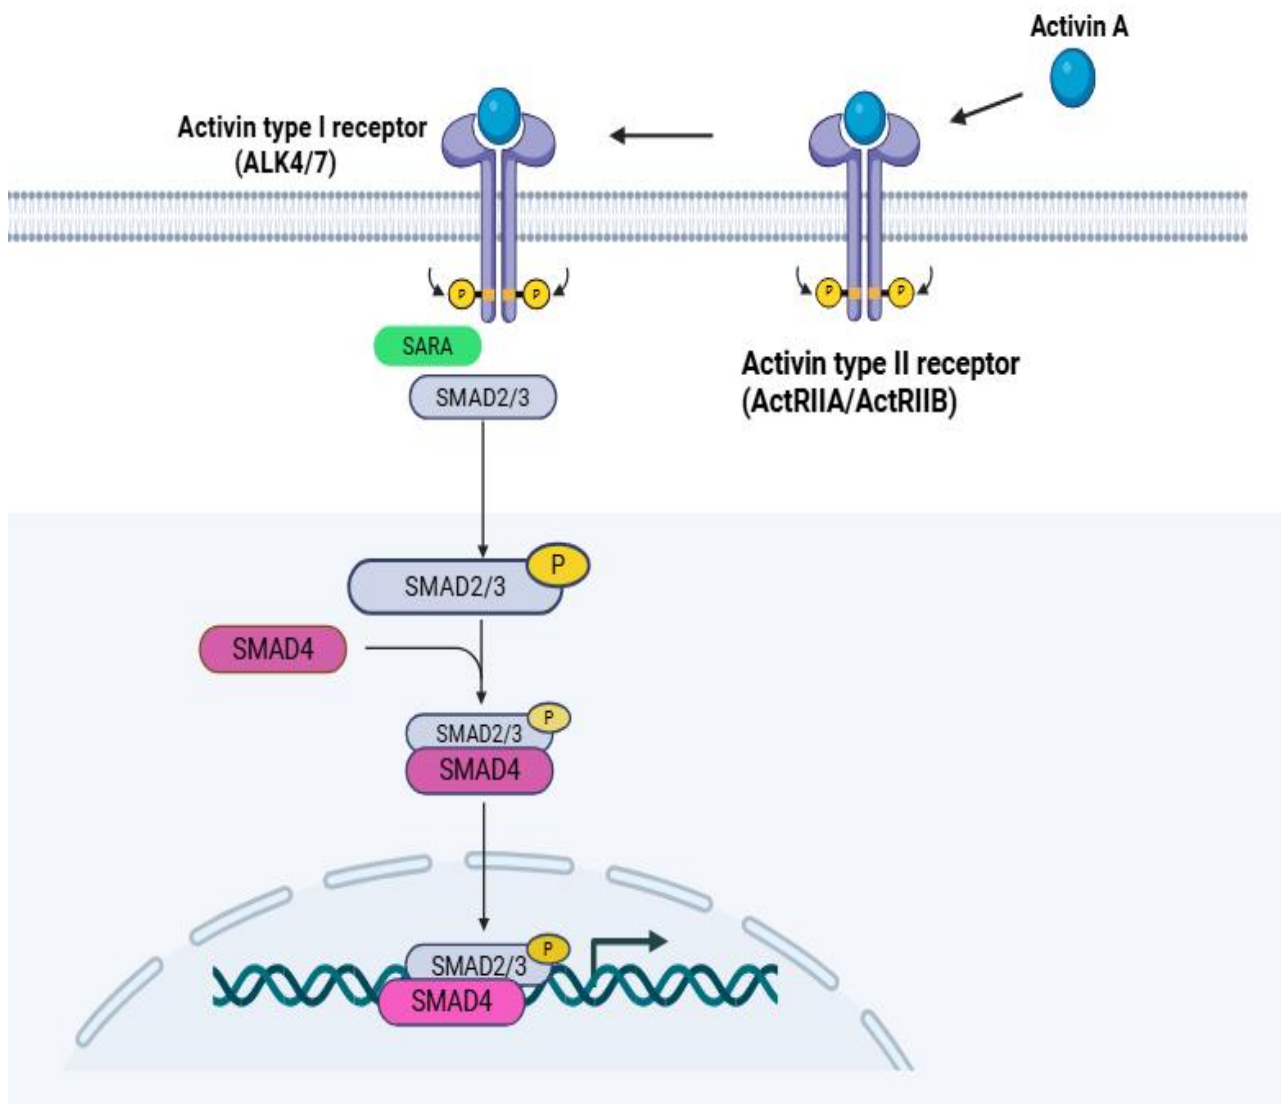 Activin A
Activin type I receptor
(ALK4/7)
P
P
P
P
SARA
SMAD2/3
Activin type II receptor
(ActRIIA/ActRIIB)
P
SMAD2/3
SMAD4
P
SMAD2/3
SMAD4
P
SMAD2/3
SMAD4